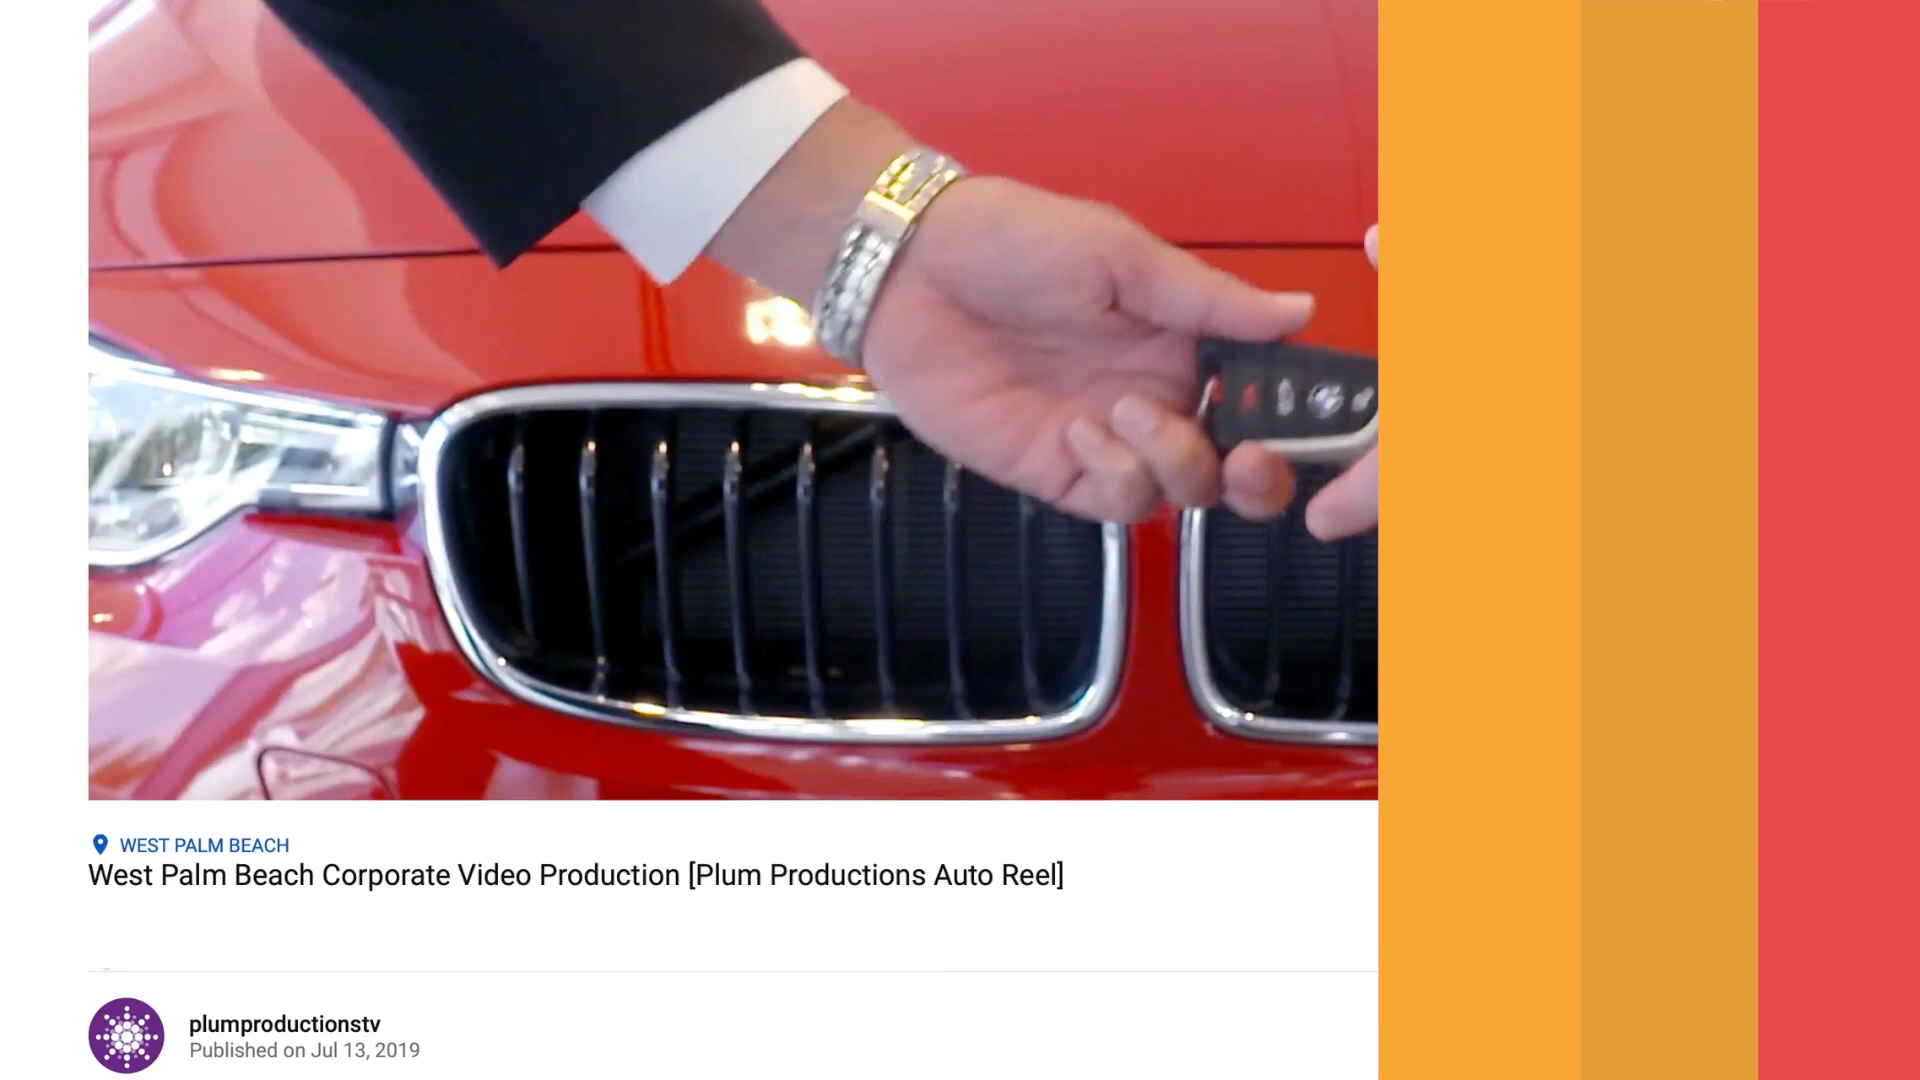 WEST PALM BEACH
West Palm Beach Corporate Video Production [Plum Productions Auto Reel]
plumproductionstv
Published on Jul 13, 2019